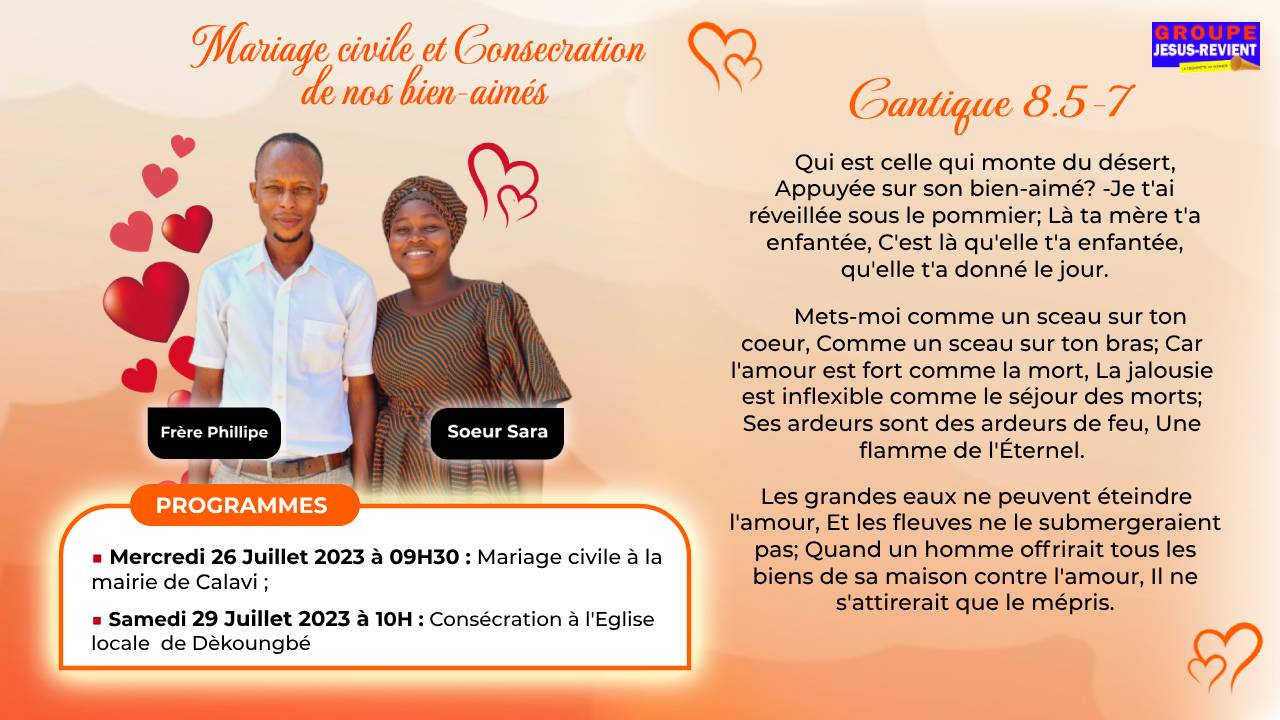 Mariage civile et Consecration
de nos bien-aimés
Frère Phillipe
Soeur Sara
PROGRAMMES
▪ Mercredi 26 Juillet 2023 à 09H30 : Mariage civile à la
mairie de Calavi ;
▪ Samedi 29 Juillet 2023 à 10H : Consécration à l'Eglise
locale de Dèkoungbé
GROUPE
JESUS-REVIENT
Cantique 8.5-7
Qui est celle qui monte du désert,
Appuyée sur son bien-aimé? -Je t'ai
réveillée sous le pommier; Là ta mère t'a
enfantée, C'est là qu'elle t'a enfantée,
qu'elle t'a donné le jour.
Mets-moi comme un sceau sur ton
coeur, Comme un sceau sur ton bras; Car
l'amour est fort comme la mort, La jalousie
est inflexible comme le séjour des morts;
Ses ardeurs sont des ardeurs de feu, Une
flamme de l'Éternel.
Les grandes eaux ne peuvent éteindre
l'amour, Et les fleuves ne le submergeraient
pas; Quand un homme offrirait tous les
biens de sa maison contre l'amour, Il ne
s'attirerait que le mépris.